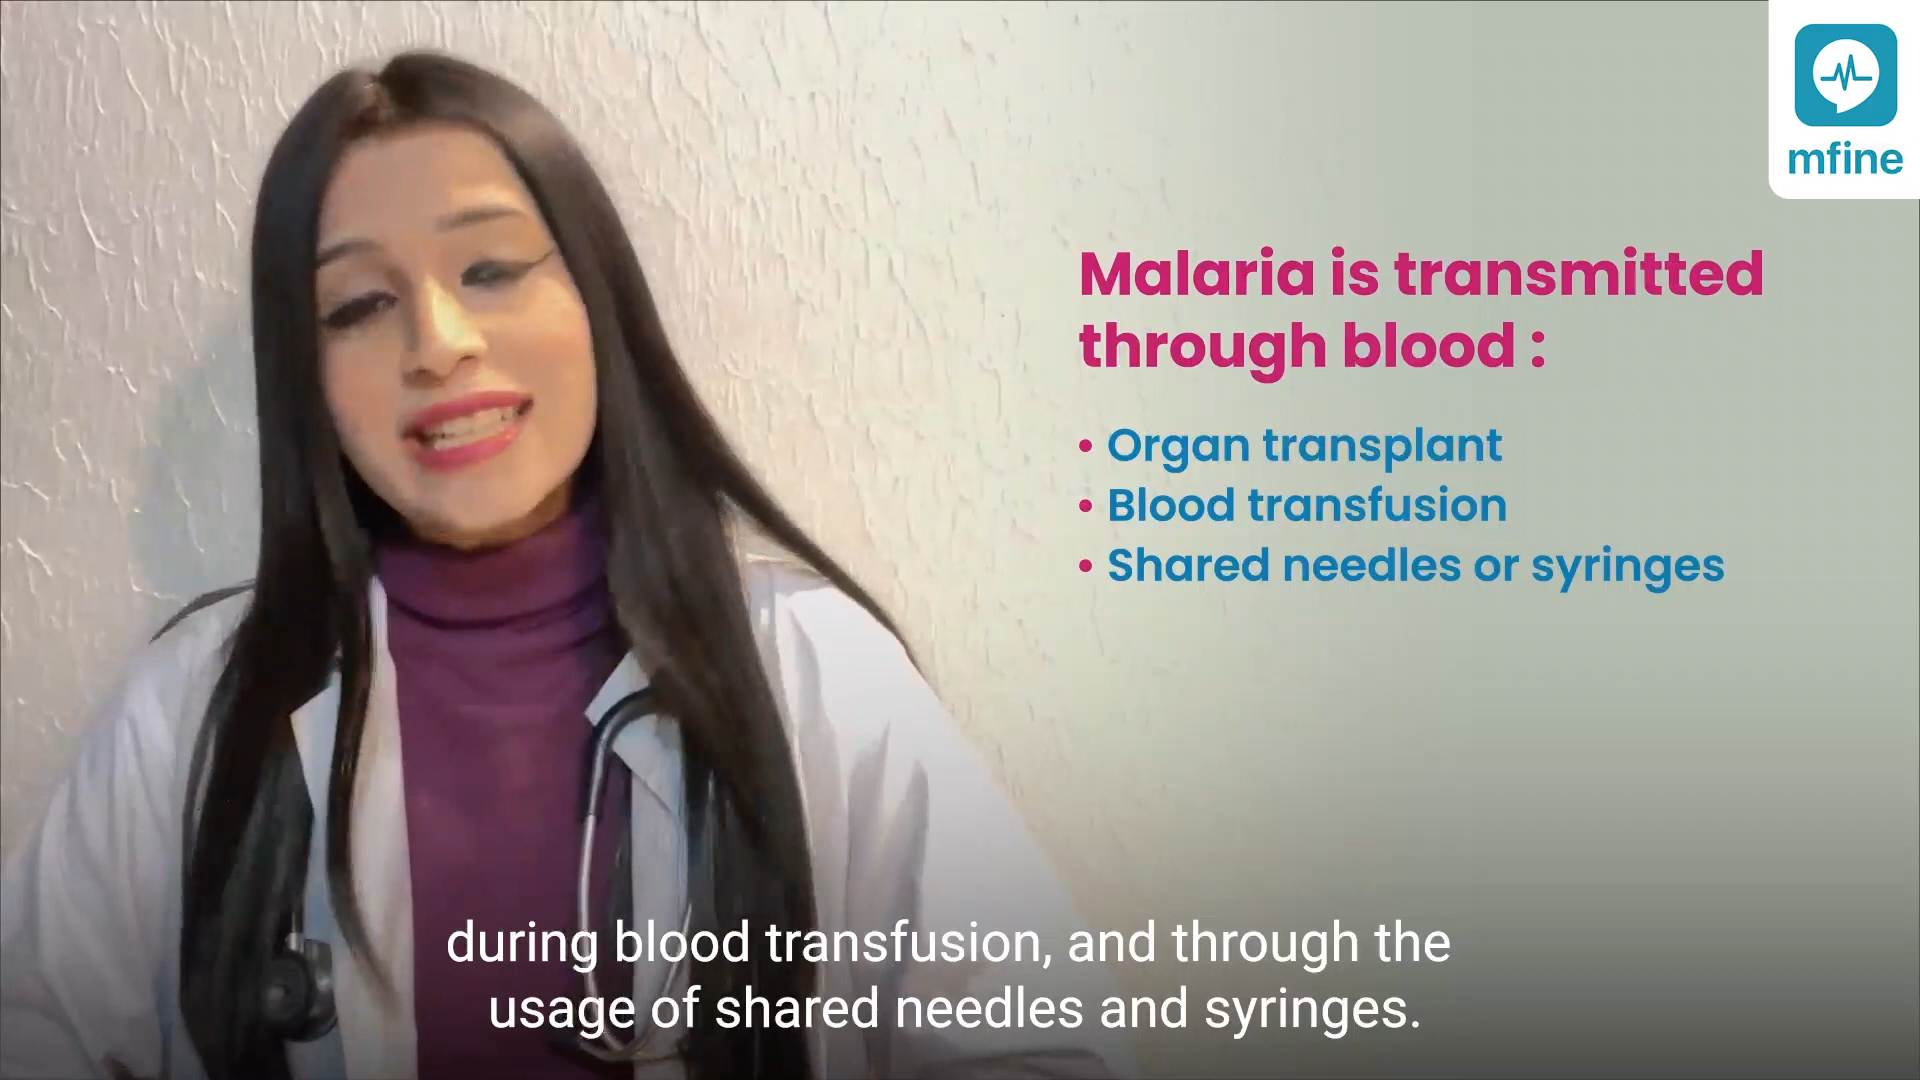 mfine
Malaria is transmitted
through blood :
• Organ transplant
• Blood transfusion
• Shared needles or syringes
during blood transfusion, and through the
usage of shared needles and syringes.